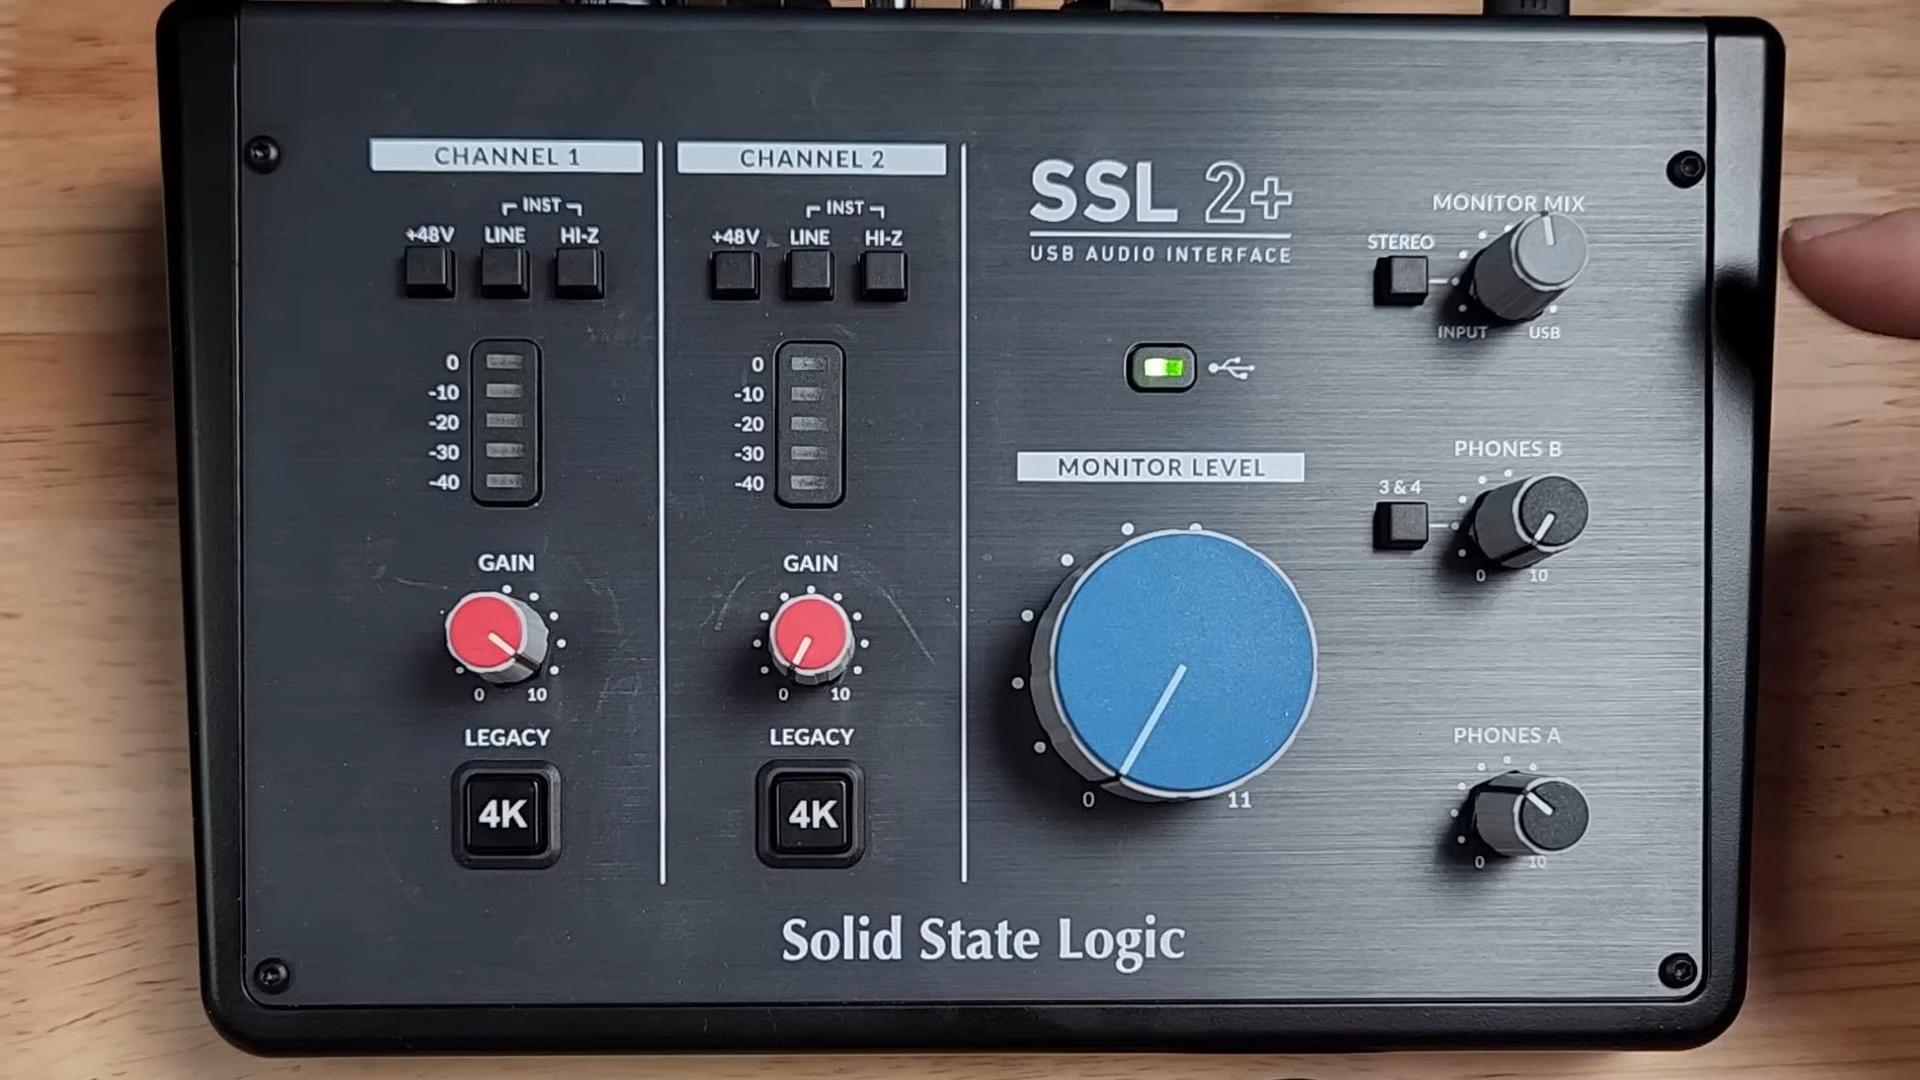 CHANNEL 1
INST
+48V LINE HI-Z
0
-10
-20
-30
-40
GAIN
0 10
LEGACY
4K
CHANNEL 2
INST
+48V LINE HI-Z
0
-10
-20
-30
-40
GAIN
0 10
LEGACY
4K
SSL 2+
USB AUDIO INTERFACE
MONITOR LEVEL
0 11
MONITOR MIX
STEREO
INPUT USB
PHONES B
3 & 4
0 10
PHONES A
0 10
Solid State Logic